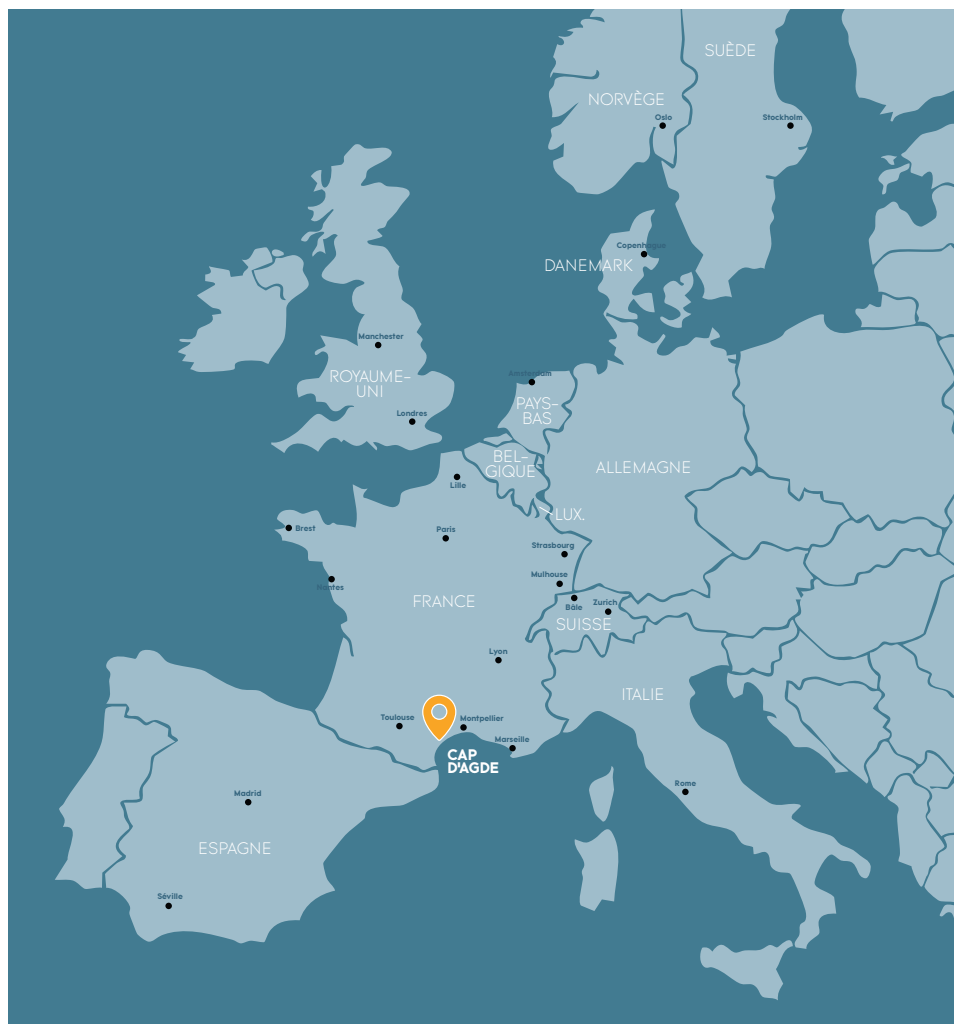 SUÈDE
NORVÈGE
Oslo
Stockholm
Copenhague
DANEMARK
Manchester
ROYAUME-
UNI
Londres
Amsterdam
PAYS-
BAS
BEL-
GIQUE
ALLEMAGNE
Lille
LUX.
Brest
Paris
Strasbourg
Mulhouse
Nantes
Bâle
Zurich
FRANCE
SUISSE
Lyon
ITALIE
Toulouse
Montpellier
Marseille
CAP
D'AGDE
Rome
Madrid
ESPAGNE
Séville